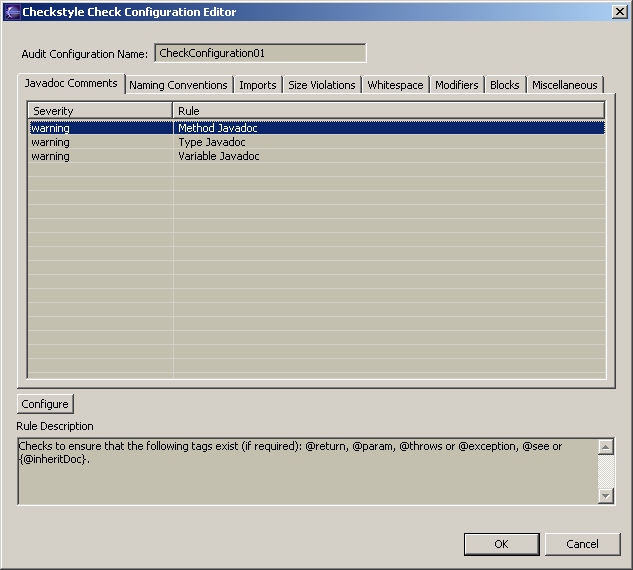 Checkstyle Check Configuration Editor
Audit Configuration Name: CheckConfiguration01
Javadoc Comments Naming Conventions Imports Size Violations Whitespace Modifiers Blocks Miscellaneous
Severity Rule
warning Method Javadoc
warning Type Javadoc
warning Variable Javadoc
Configure
Rule Description
Checks to ensure that the following tags exist (if required): @return, @param, @throws or @exception, @see or
{@inheritDoc}.
OK Cancel